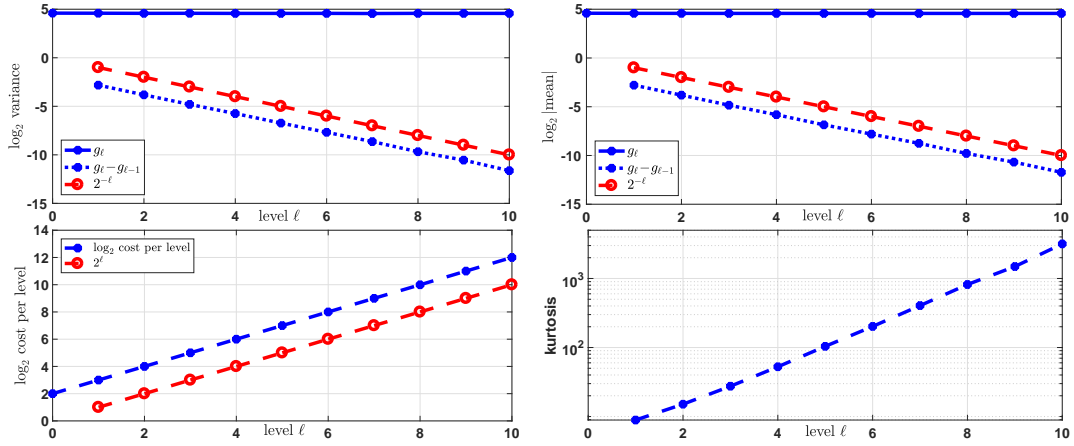 5
0
-5
-10
-15
log₂ variance
g_ℓ
g_ℓ−g_ℓ−1
2^−ℓ
0 2 4 6 8 10
level ℓ
5
0
-5
-10
-15
log₂ |mean|
g_ℓ
g_ℓ−g_ℓ−1
2^−ℓ
0 2 4 6 8 10
level ℓ
14
12
10
8
6
4
2
0
log₂ cost per level
log₂ cost per level
2^ℓ
0 2 4 6 8 10
level ℓ
10³
10²
kurtosis
0 2 4 6 8 10
level ℓ